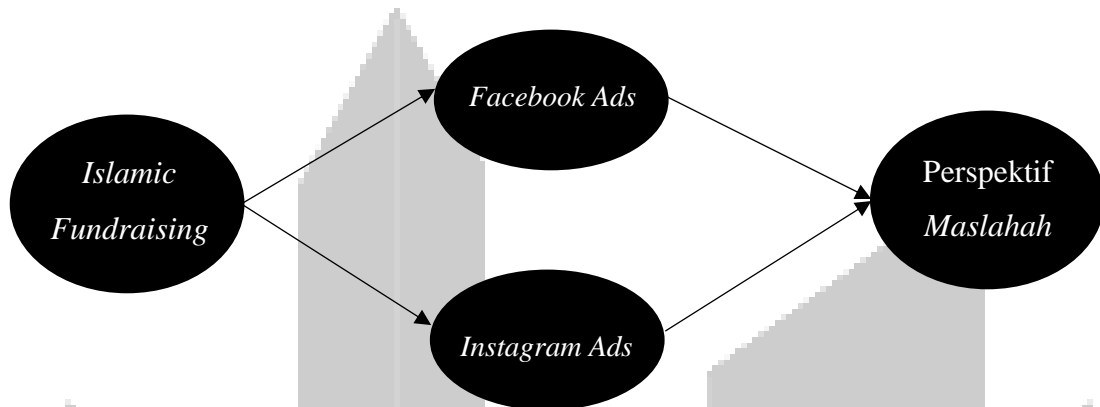 Islamic
Fundraising
Facebook Ads
Instagram Ads
Perspektif
Maslahah